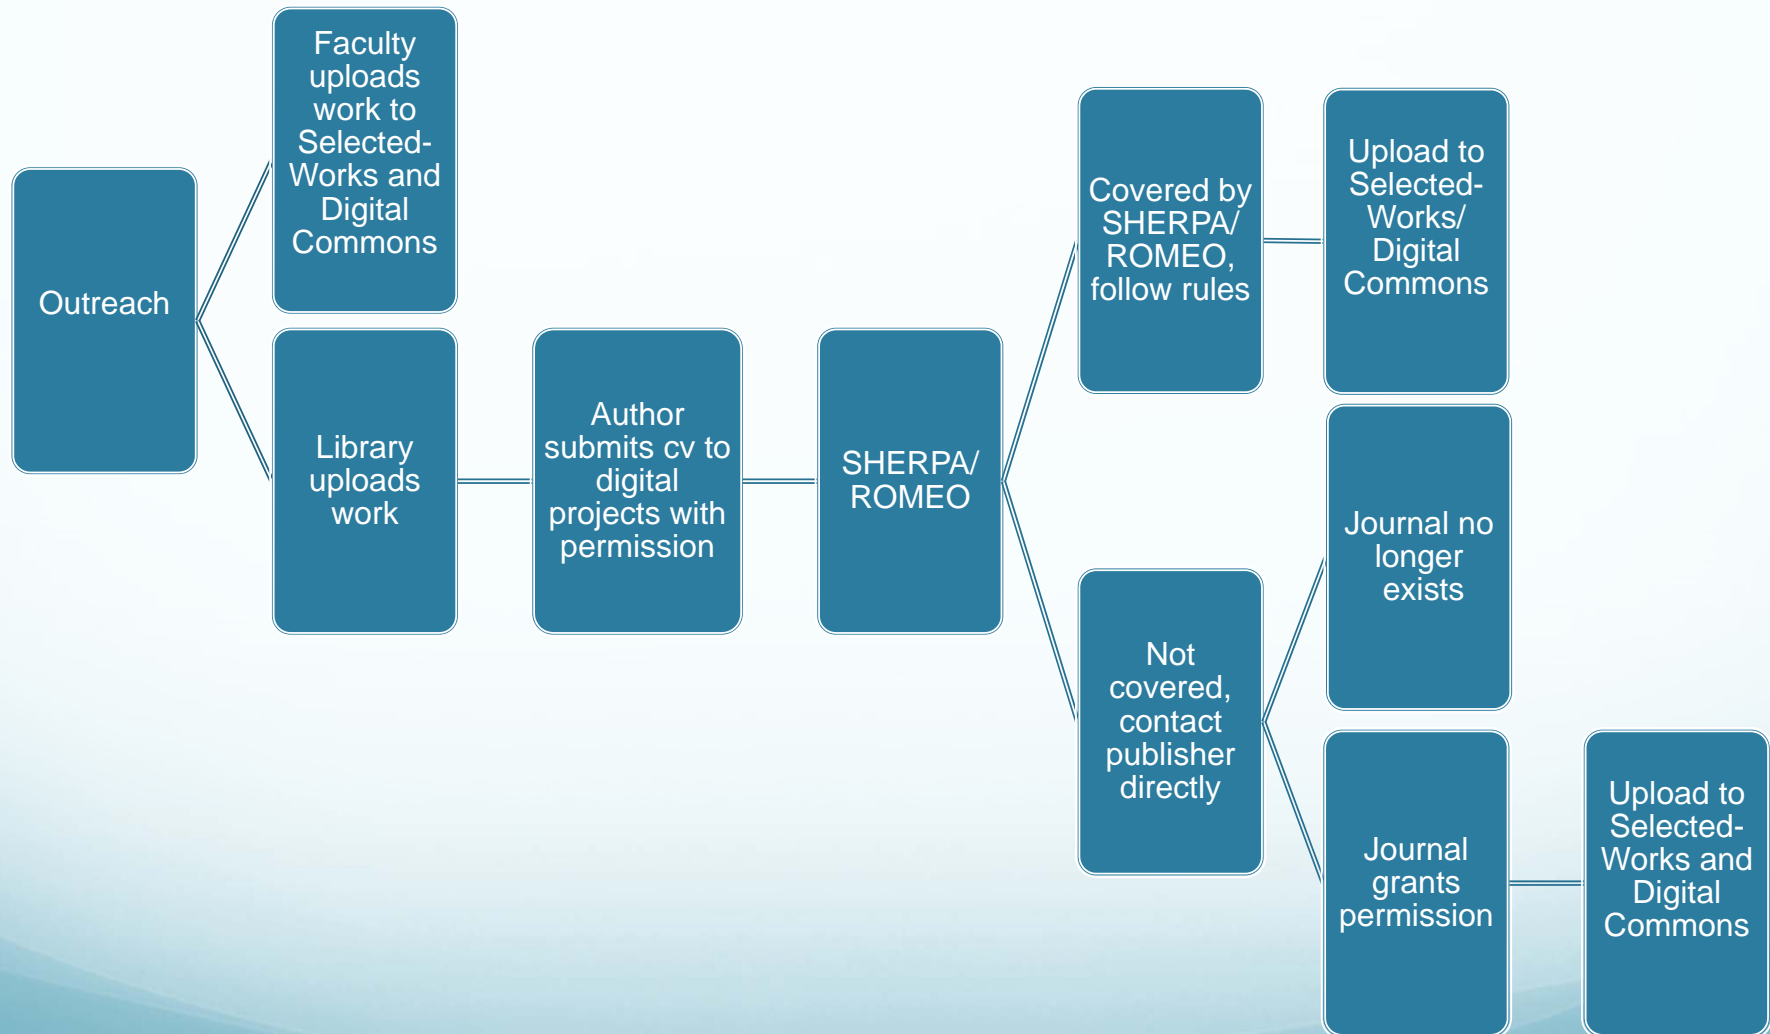 Outreach
Faculty
uploads
work to
Selected-
Works and
Digital
Commons
Library
uploads
work
Author
submits cv to
digital
projects with
permission
SHERPA/
ROMEO
Covered by
SHERPA/
ROMEO,
follow rules
Upload to
Selected-
Works/
Digital
Commons
Not
covered,
contact
publisher
directly
Journal no
longer
exists
Journal
grants
permission
Upload to
Selected-
Works and
Digital
Commons